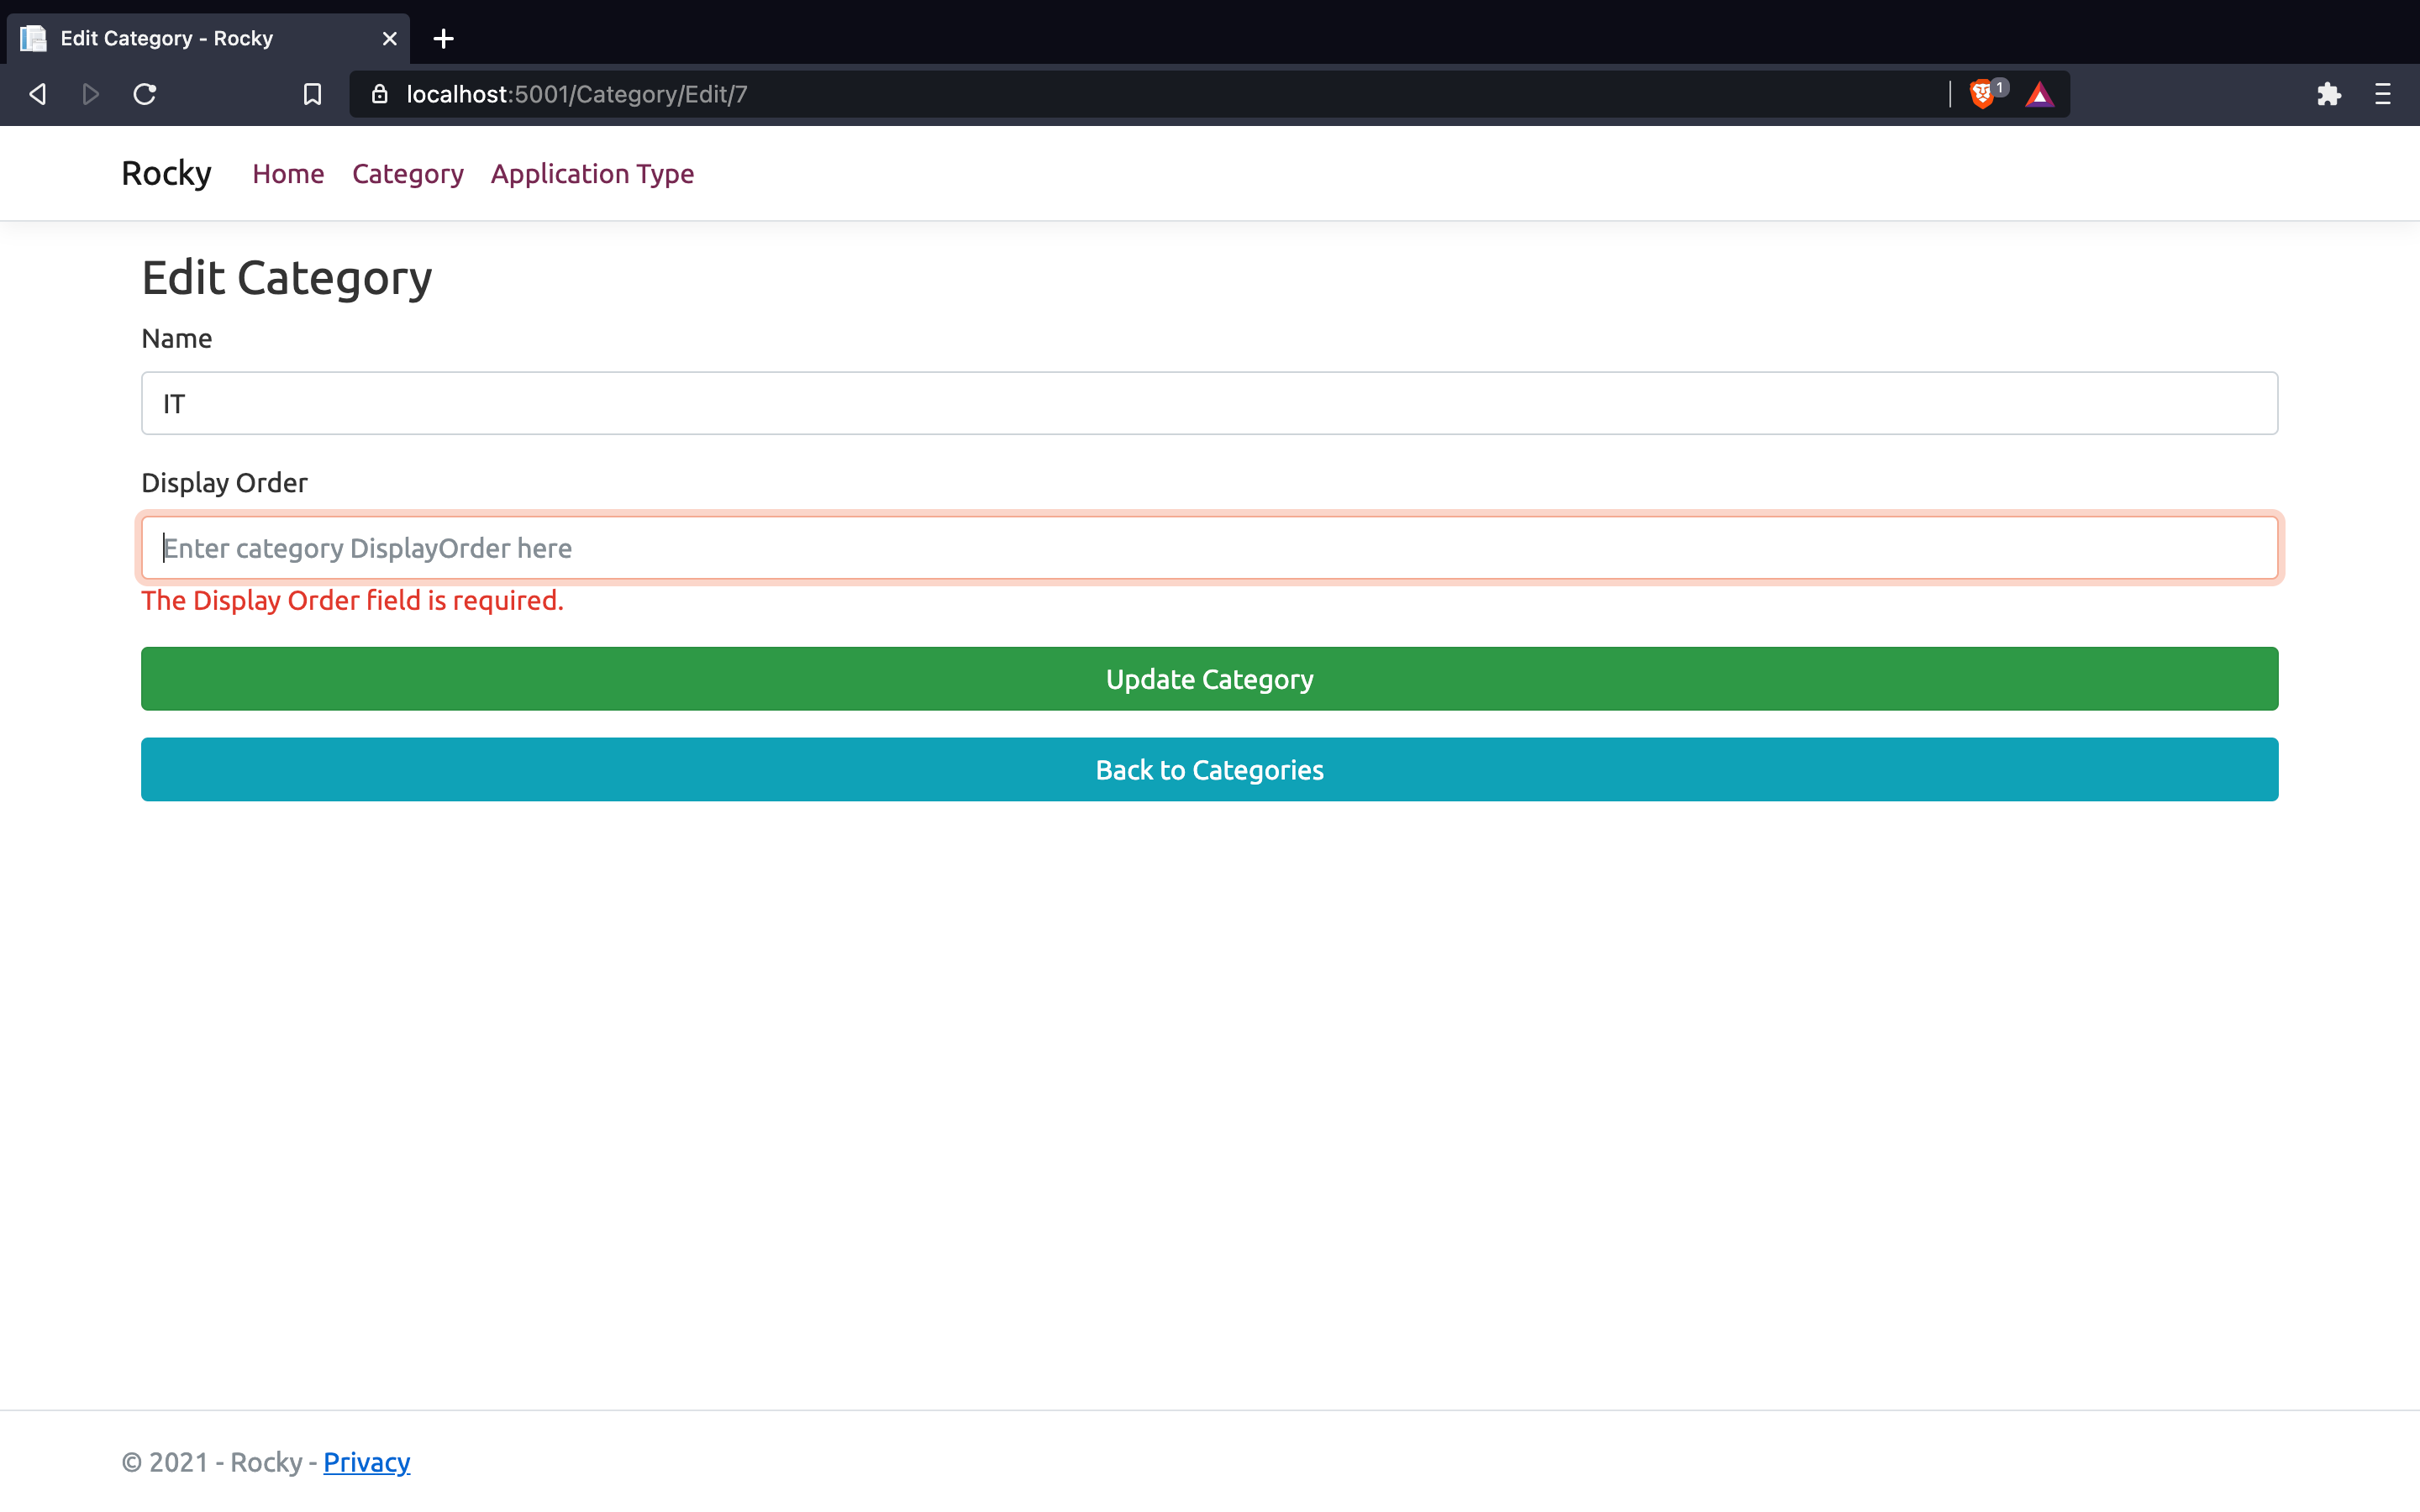 Edit Category - Rocky
localhost:5001/Category/Edit/7
1
Rocky Home Category Application Type
Edit Category
Name
IT
Display Order
Enter category DisplayOrder here
The Display Order field is required.
Update Category
Back to Categories
© 2021 - Rocky - Privacy